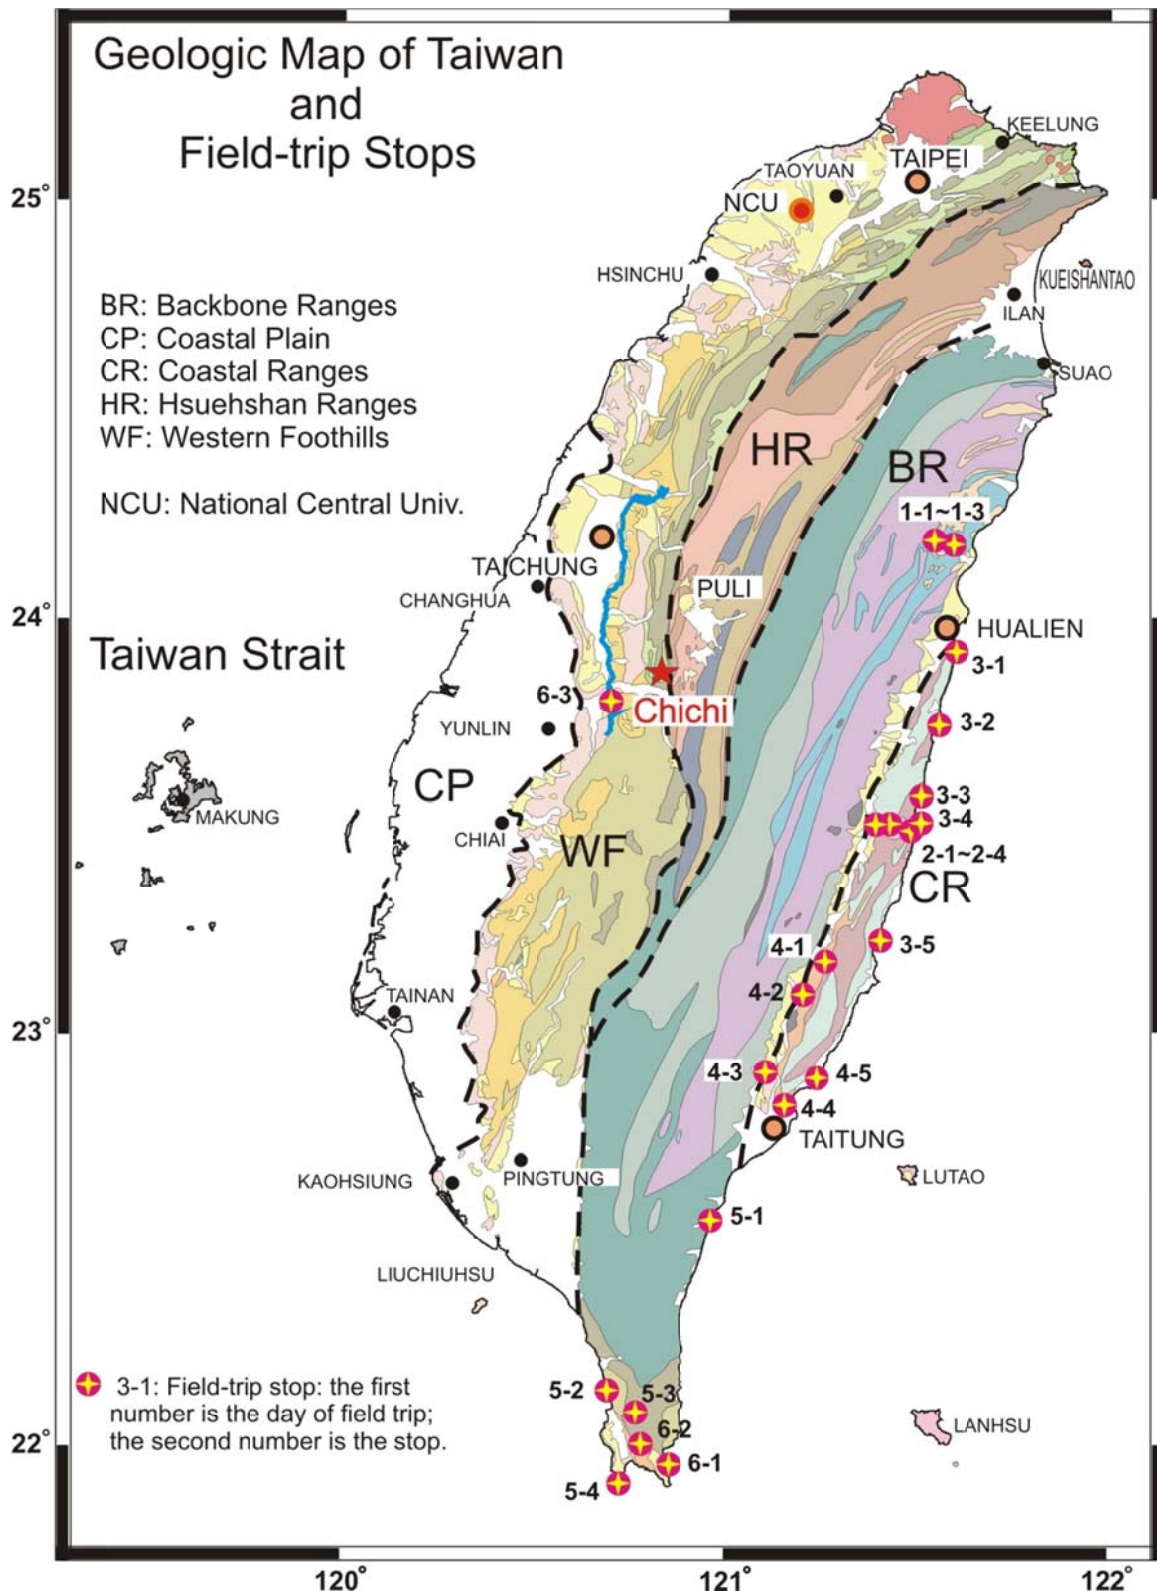 Geologic Map of Taiwan
and
Field-trip Stops
KEELUNG
TAIPEI
TAOYUAN
25°
NCU
HSINCHU
KUEISHANTAO
ILAN
BR: Backbone Ranges
CP: Coastal Plain
CR: Coastal Ranges
HR: Hsuehshan Ranges
WF: Western Foothills
NCU: National Central Univ.
SUAO
HR
BR
1-1~1-3
TAICHUNG
PULI
CHANGHUA
24°
HUALIEN
Taiwan Strait
3-1
6-3
Chichi
3-2
YUNLIN
CP
3-3
MAKUNG
3-4
CHIAI
WF
2-1~2-4
CR
4-1
3-5
4-2
TAINAN
23°
4-3
4-5
4-4
TAITUNG
KAOHSIUNG
PINGTUNG
LUTAO
5-1
LIUCHIUHSU
3-1: Field-trip stop: the first
number is the day of field trip;
the second number is the stop.
5-2
5-3
6-2
LANHSU
22°
6-1
5-4
120°
121°
122°